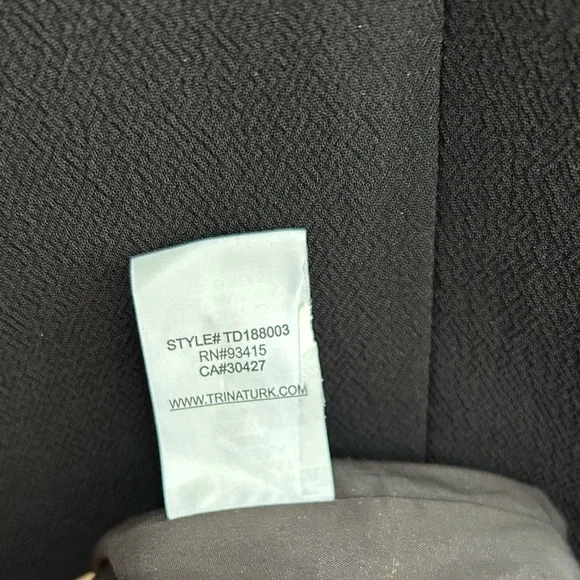 STYLE# TD188003
RN#93415
CA#30427
WWW.TRINATURK.COM